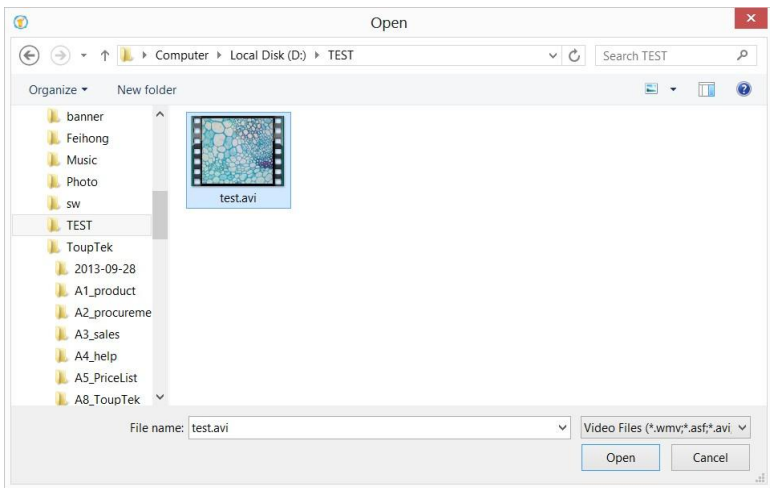 Open
Computer Local Disk (D:) TEST
Search TEST
Organize New folder
banner
Feihong
Music
Photo
sw
TEST
ToupTek
2013-09-28
A1_product
A2_procureme
A3_sales
A4_help
A5_PriceList
A8_ToupTek
test.avi
File name: test.avi
Video Files (*.wmv;*.asf;*.avi
Open Cancel